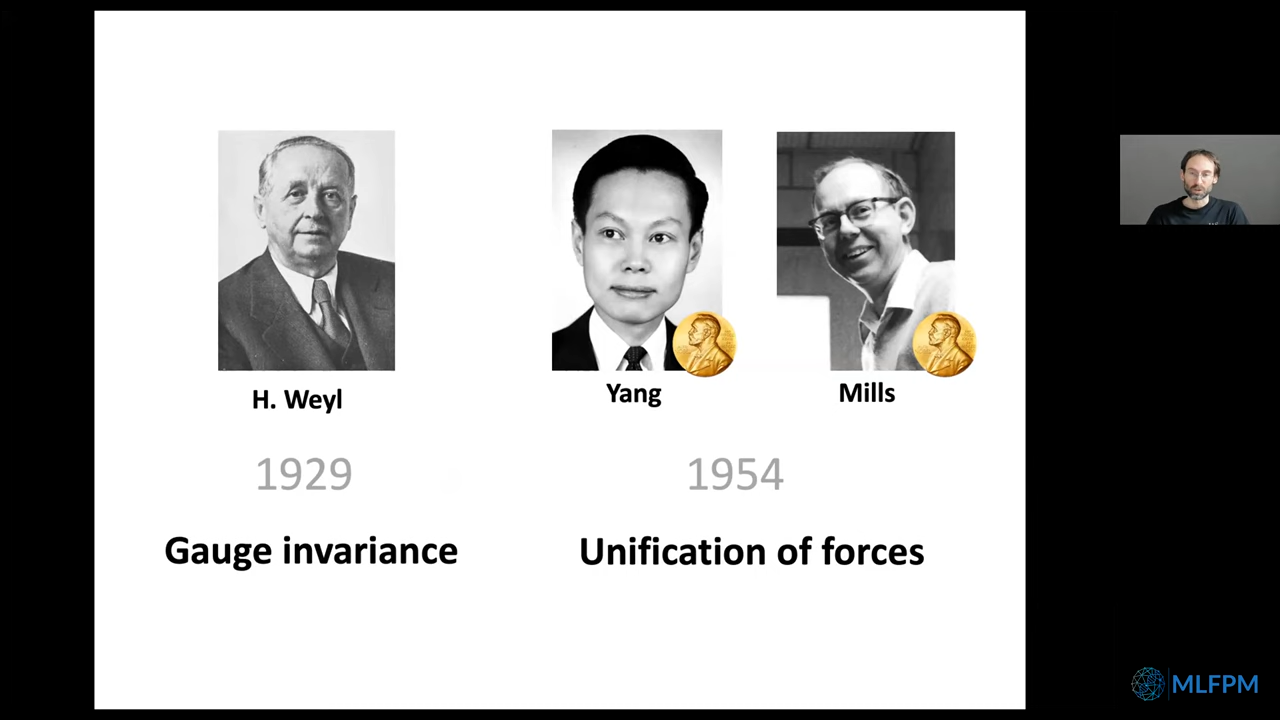 H. Weyl
Yang
Mills
1929
1954
Gauge invariance
Unification of forces
MLFPM